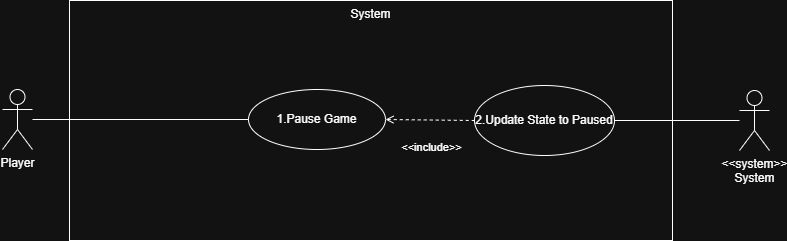 System
1.Pause Game
2.Update State to Paused
<<include>>
Player
<<system>>
System